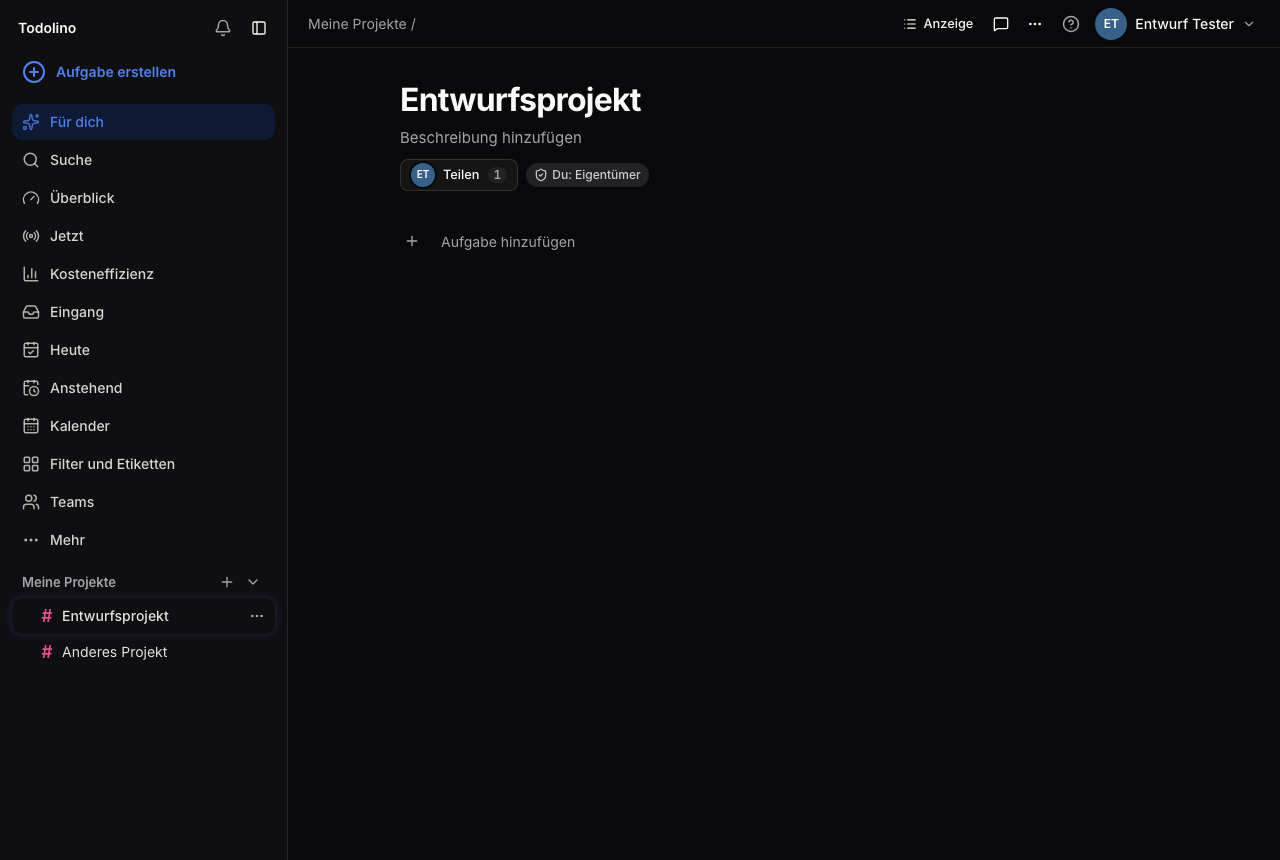 Todolino
Aufgabe erstellen
Für dich
Suche
Überblick
Jetzt
Kosteneffizienz
Eingang
Heute
Anstehend
Kalender
Filter und Etiketten
Teams
Mehr
Meine Projekte
# Entwurfsprojekt
# Anderes Projekt
Meine Projekte /
Anzeige
ET Entwurf Tester
Entwurfsprojekt
Beschreibung hinzufügen
ET Teilen 1 Du: Eigentümer
Aufgabe hinzufügen